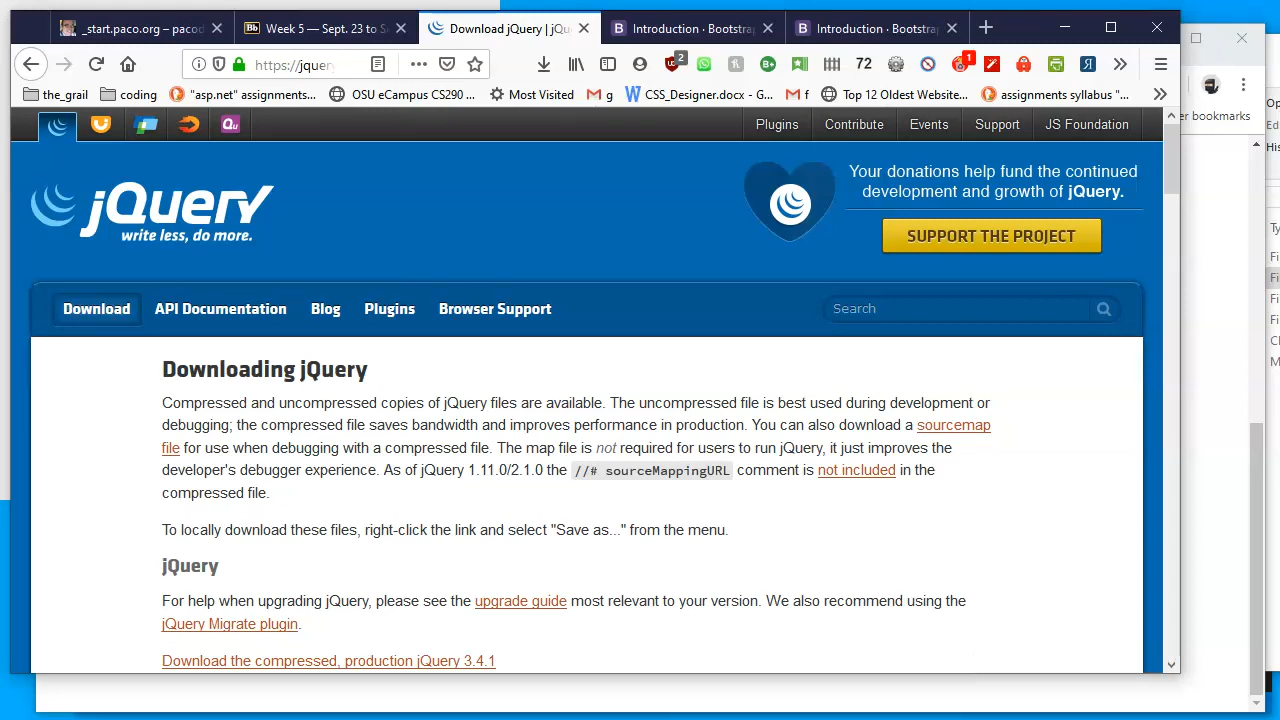 _start.paco.org – pacod
Bb Week 5 — Sept. 23 to S
Download jQuery | jQu
Introduction · Bootstrap
Introduction · Bootstrap
https://jquery
2
72
1
the_grail
coding
"asp.net" assignments...
OSU eCampus CS290 ...
Most Visited
g
CSS_Designer.docx - G...
f
Top 12 Oldest Website...
assignments syllabus "...
er bookmarks
Qu
Plugins
Contribute
Events
Support
JS Foundation
jQuery
write less, do more.
Your donations help fund the continued
development and growth of jQuery.
SUPPORT THE PROJECT
Download
API Documentation
Blog
Plugins
Browser Support
Search
Downloading jQuery
Compressed and uncompressed copies of jQuery files are available. The uncompressed file is best used during development or
debugging; the compressed file saves bandwidth and improves performance in production. You can also download a sourcemap
file for use when debugging with a compressed file. The map file is not required for users to run jQuery, it just improves the
developer's debugger experience. As of jQuery 1.11.0/2.1.0 the //# sourceMappingURL comment is not included in the
compressed file.
To locally download these files, right-click the link and select "Save as..." from the menu.
jQuery
For help when upgrading jQuery, please see the upgrade guide most relevant to your version. We also recommend using the
jQuery Migrate plugin.
Download the compressed, production jQuery 3.4.1